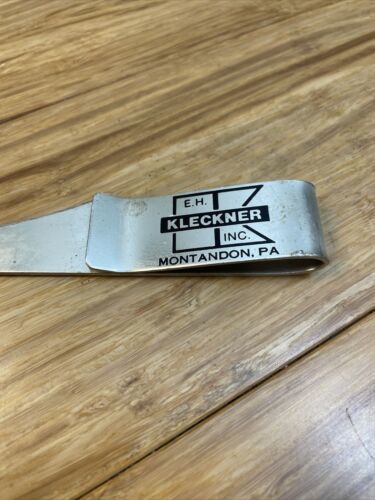 E.H.
KLECKNER
INC.
MONTANDON, PA